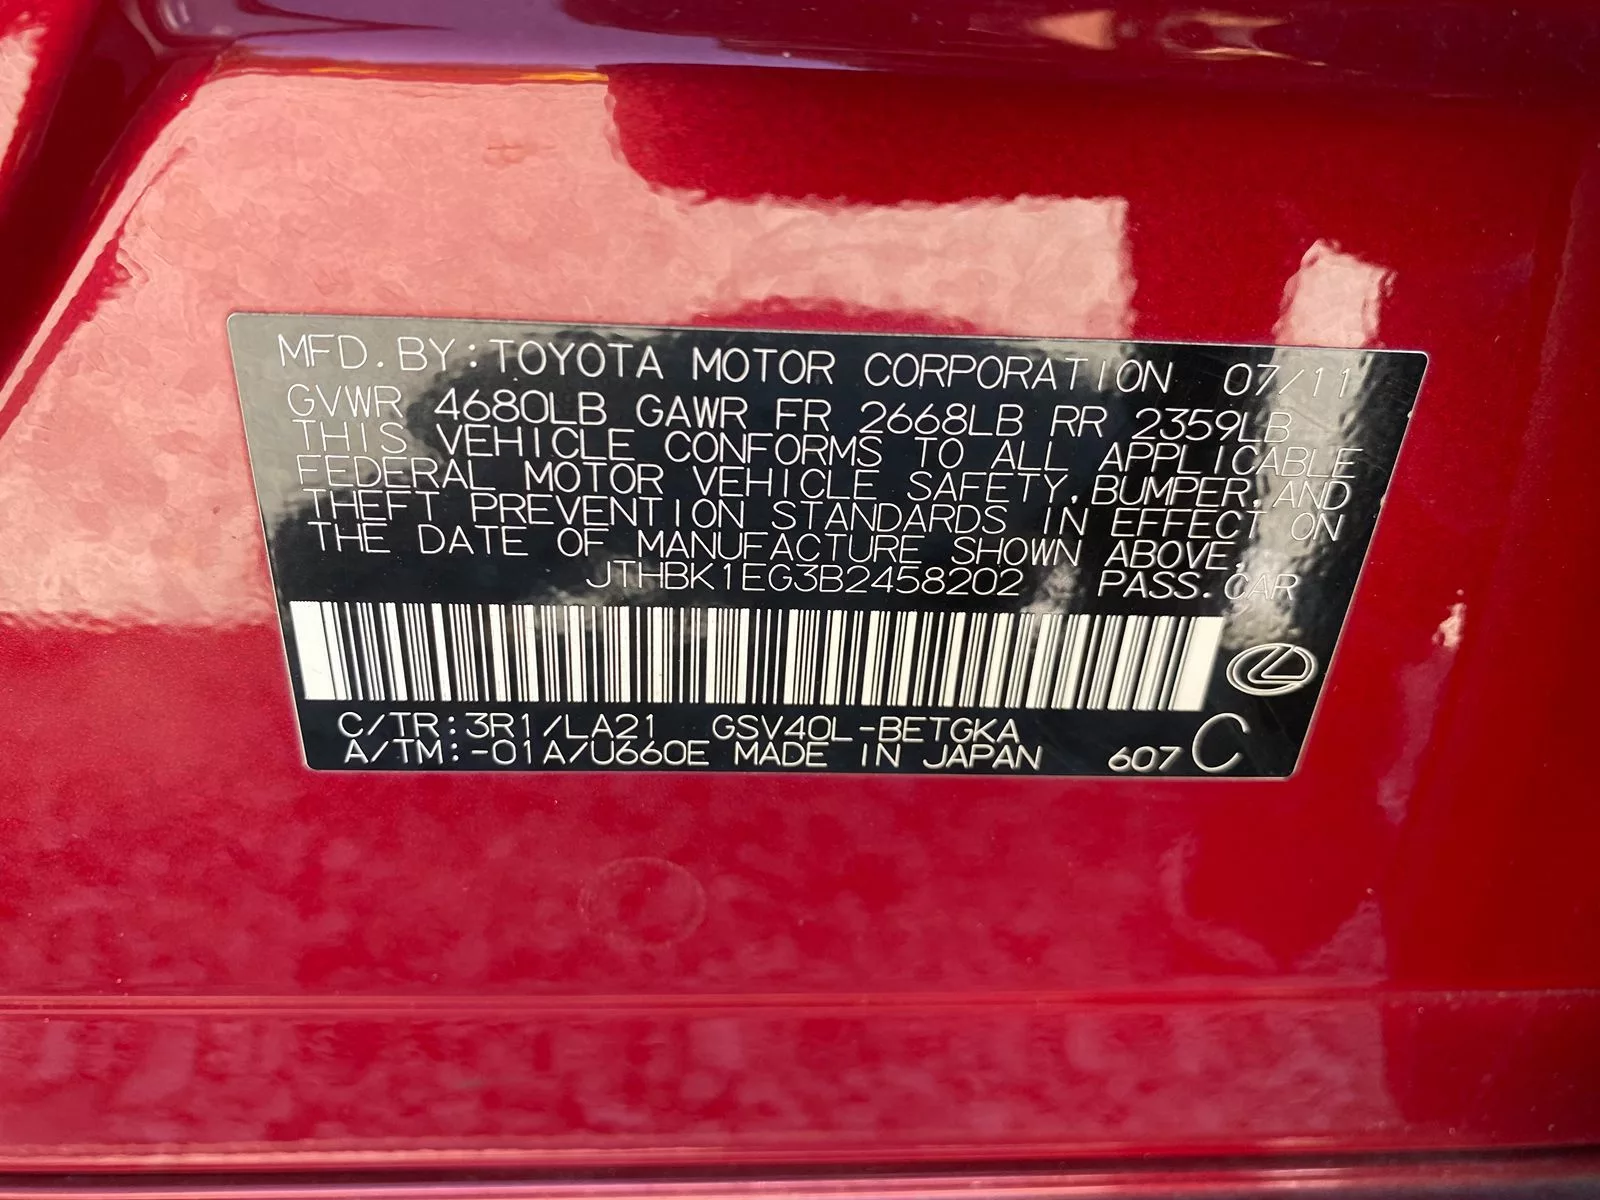 MFD. BY:TOYOTA MOTOR CORPORATION 07/11
GVWR 4680LB GAWR FR 2668LB RR 2359LB
THIS VEHICLE CONFORMS TO ALL APPLICABLE
FEDERAL MOTOR VEHICLE SAFETY, BUMPER, AND
THEFT PREVENTION STANDARDS IN EFFECT ON
THE DATE OF MANUFACTURE SHOWN ABOVE.
JTHBK1EG3B2458202 PASS. CAR
C/TR:3R1/LA21 GSV40L-BETGKA
A/TM:-01A/U660E MADE IN JAPAN 607 C